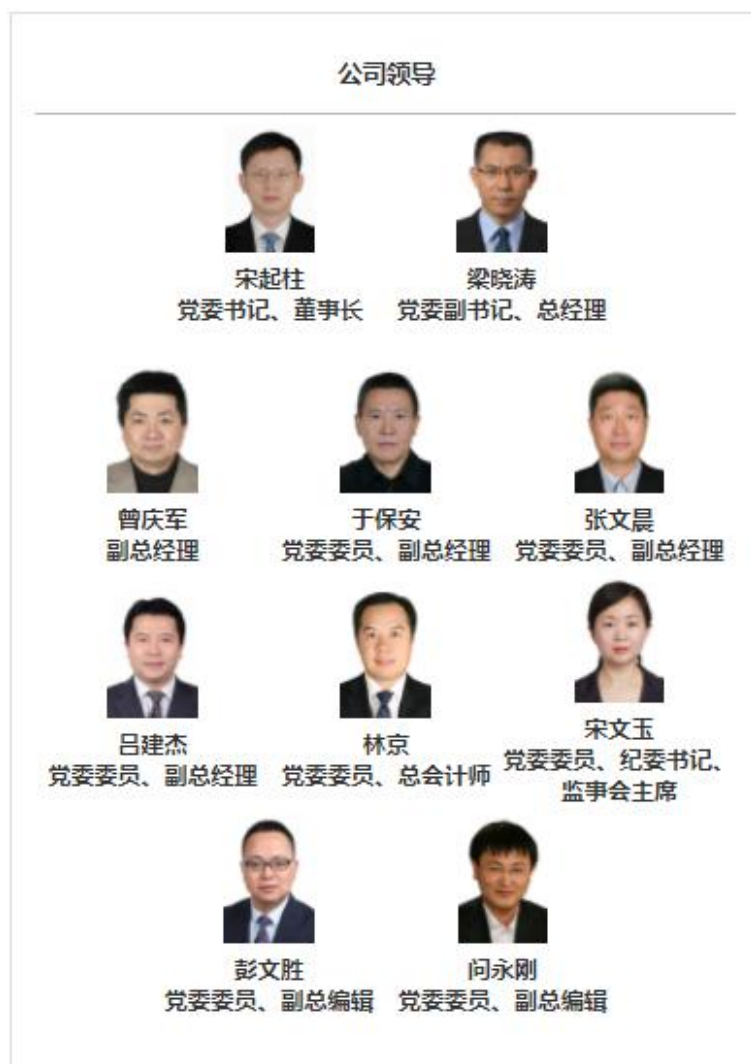 公司领导
宋起柱
党委书记、董事长
梁晓涛
党委副书记、总经理
曾庆军
副总经理
于保安
党委委员、副总经理
张文晨
党委委员、副总经理
吕建杰
党委委员、副总经理
林京
党委委员、总会计师
宋文玉
党委委员、纪委书记、
监事会主席
彭文胜
党委委员、副总编辑
问永刚
党委委员、副总编辑